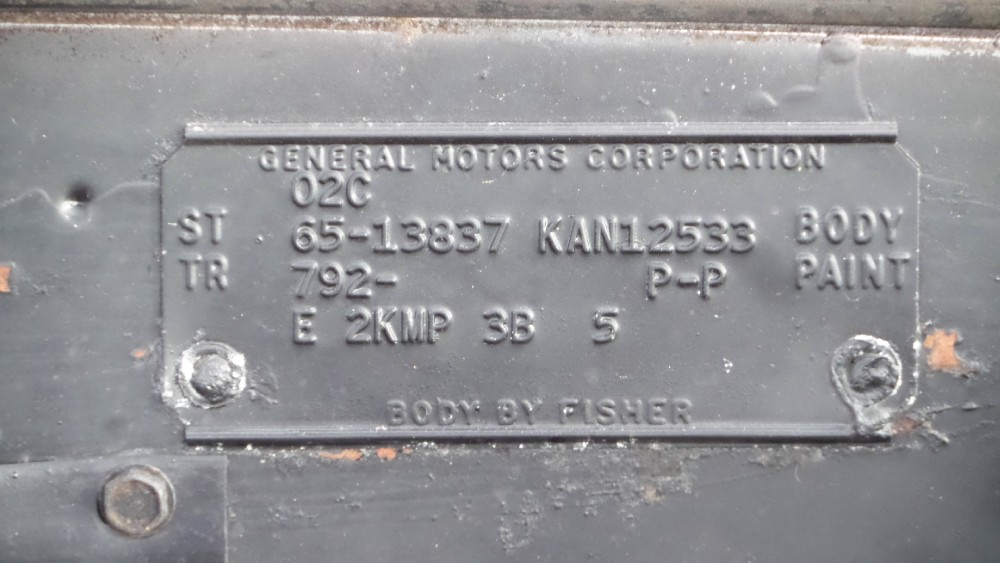 GENERAL MOTORS CORPORATION
02C
ST 65-13837 KAN12533 BODY
TR 792- P-P PAINT
E 2KMP 3B 5
BODY BY FISHER